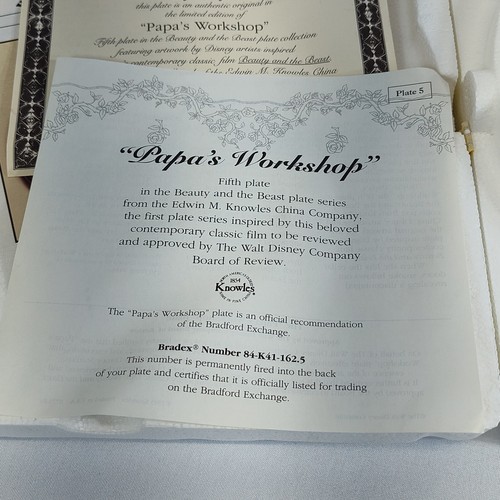 this plate is an authentic original in
the limited edition of
"Papa's Workshop"
Fifth plate in the Beauty and the Beast plate collection
featuring artwork by Disney artists inspired
contemporary classic film Beauty and the Beast
Edwin M. Knowles China
Plate 5
"Papa's Workshop"
Fifth plate
in the Beauty and the Beast plate series
from the Edwin M. Knowles China Company,
the first plate series inspired by this beloved
contemporary classic film to be reviewed
and approved by The Walt Disney Company
Board of Review.
1854
Knowles
The "Papa's Workshop" plate is an official recommendation
of the Bradford Exchange.
Bradex® Number 84-K41-162.5
This number is permanently fired into the back
of your plate and certifies that it is officially listed for trading
on the Bradford Exchange.